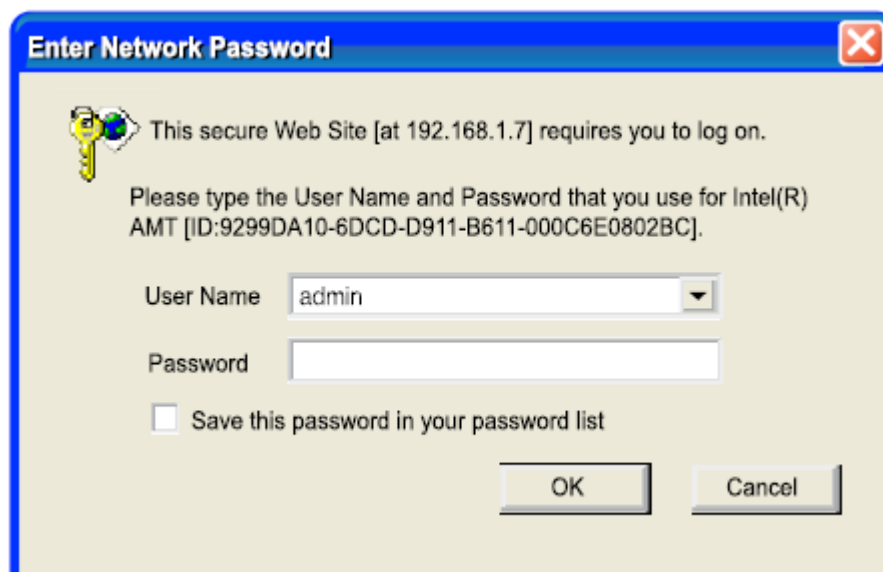 Enter Network Password
This secure Web Site [at 192.168.1.7] requires you to log on.
Please type the User Name and Password that you use for Intel(R)
AMT [ID:9299DA10-6DCD-D911-B611-000C6E0802BC].
User Name admin
Password
Save this password in your password list
OK Cancel